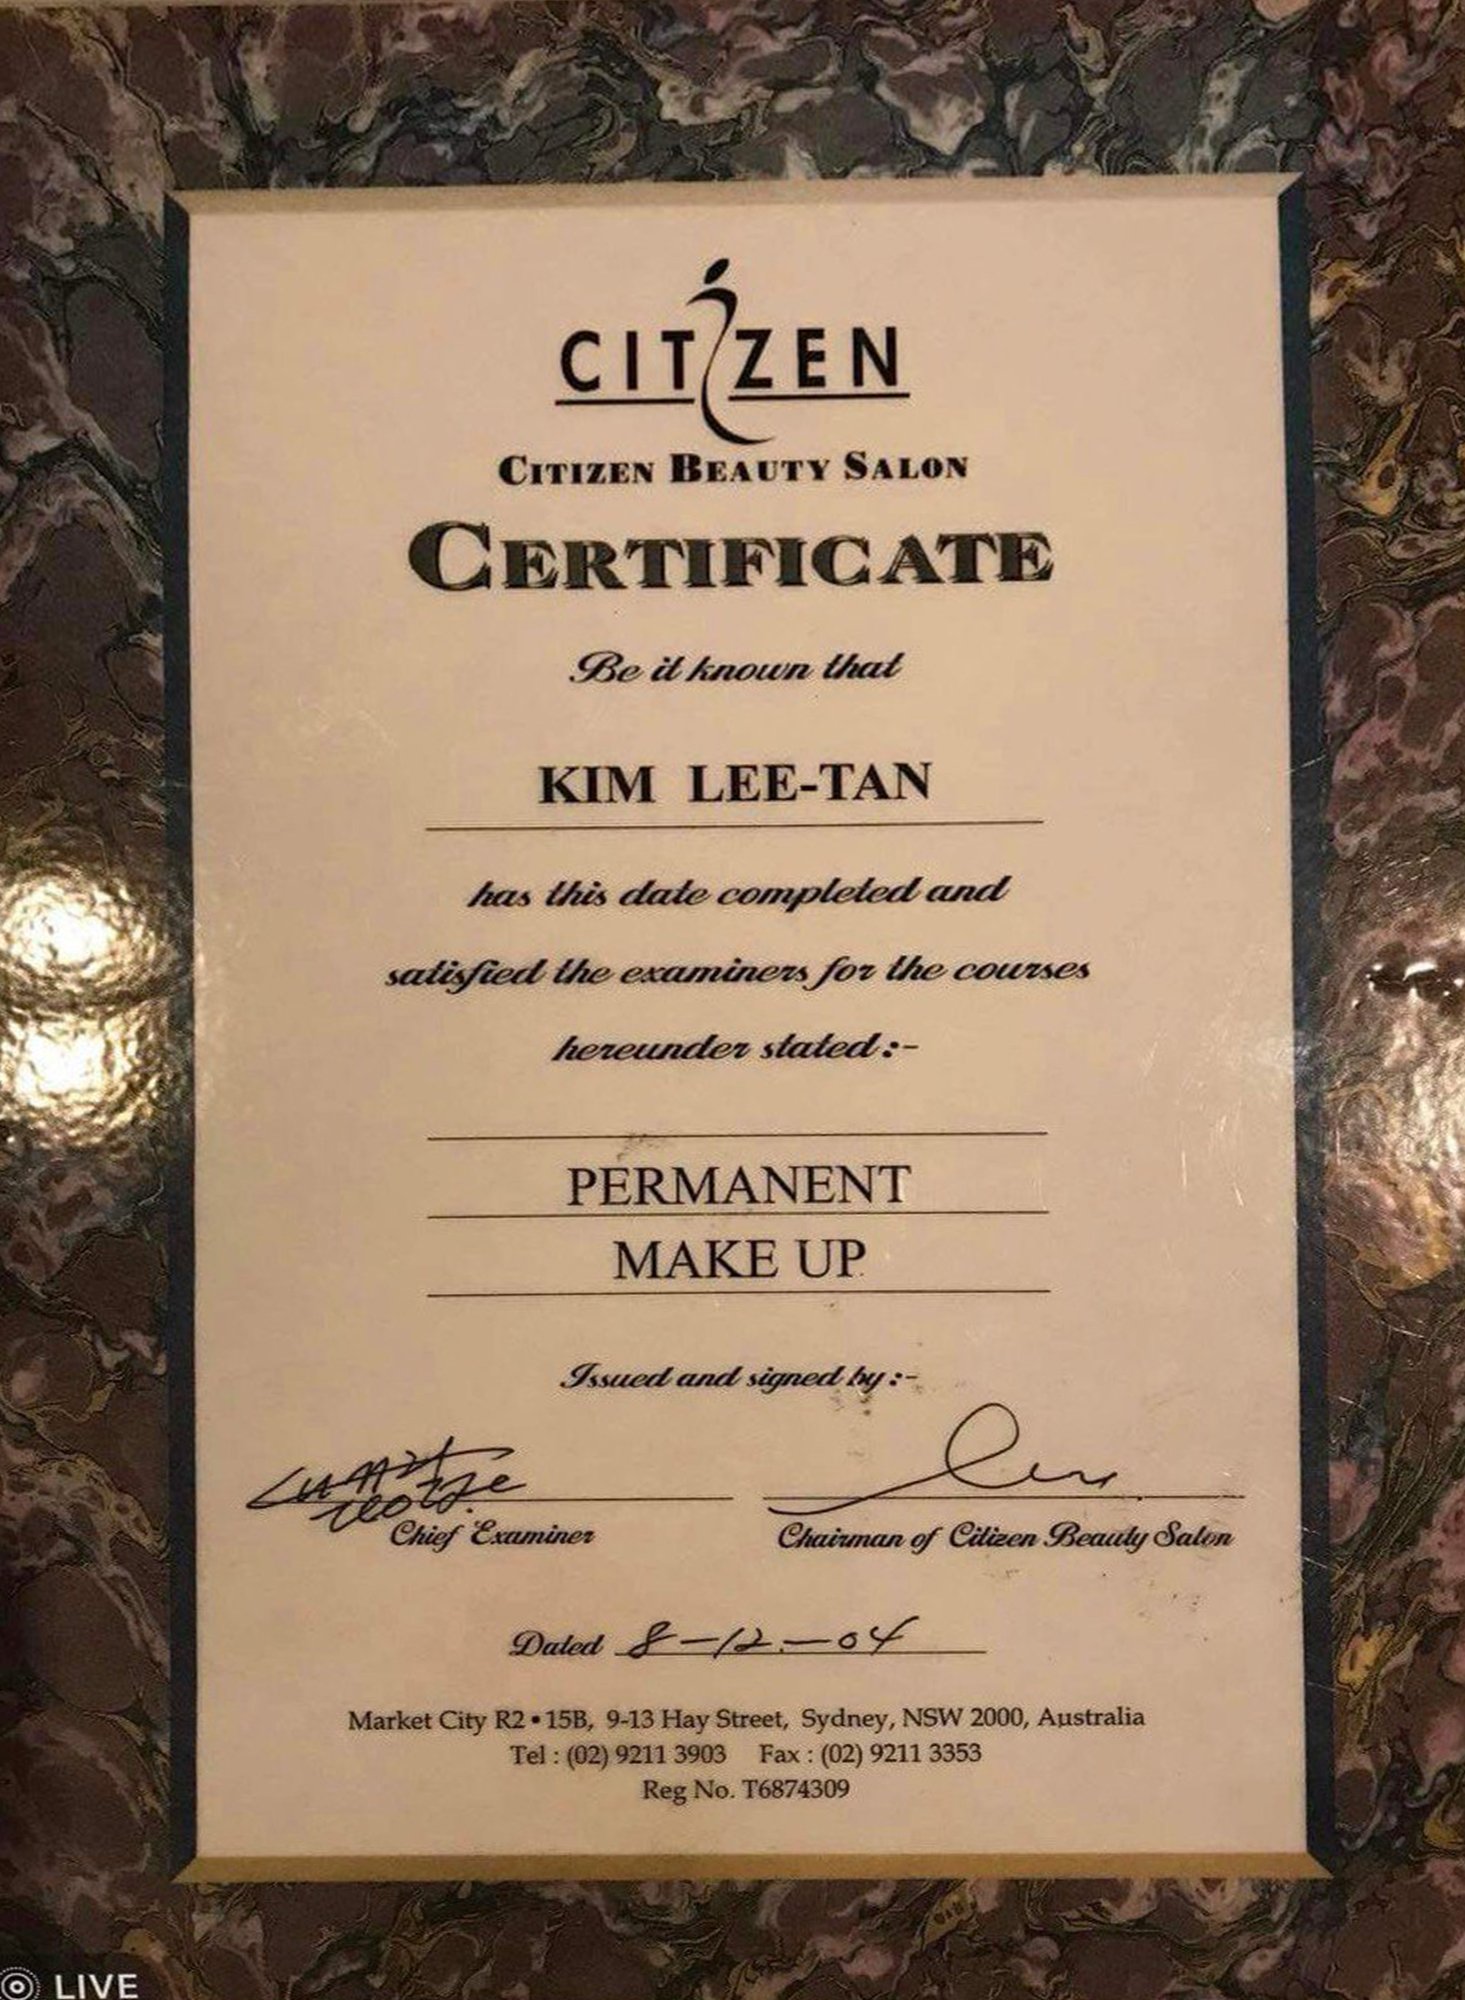 CITIZEN
CITIZEN BEAUTY SALON
CERTIFICATE
Be it known that
KIM LEE-TAN
has this date completed and
satisfied the examiners for the courses
hereunder stated :-
PERMANENT
MAKE UP
Issued and signed by :-
Chief Examiner
Chairman of Citizen Beauty Salon
Dated 8-12-04
Market City R2 • 15B, 9-13 Hay Street, Sydney, NSW 2000, Australia
Tel : (02) 9211 3903 Fax : (02) 9211 3353
Reg No. T6874309
LIVE